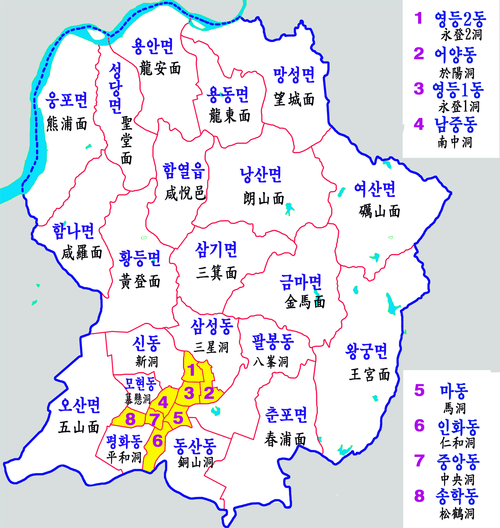 용안면
龍安面
성당면
聖堂面
웅포면
熊浦面
용동면
龍東面
망성면
望城面
함열읍
咸悅邑
낭산면
朗山面
여산면
礪山面
함나면
咸羅面
황등면
黃登面
삼기면
三箕面
금마면
金馬面
왕궁면
王宮面
신동
新洞
삼성동
三星洞
팔봉동
八峯洞
모현동
慕懸洞
오산면
五山面
평화동
平和洞
동산동
銅山洞
춘포면
春浦面
1
2
3
4
5
6
7
8
1 영등2동
永登2洞
2 어양동
於陽洞
3 영등1동
永登1洞
4 남중동
南中洞
5 마동
馬洞
6 인화동
仁和洞
7 중앙동
中央洞
8 송학동
松鶴洞